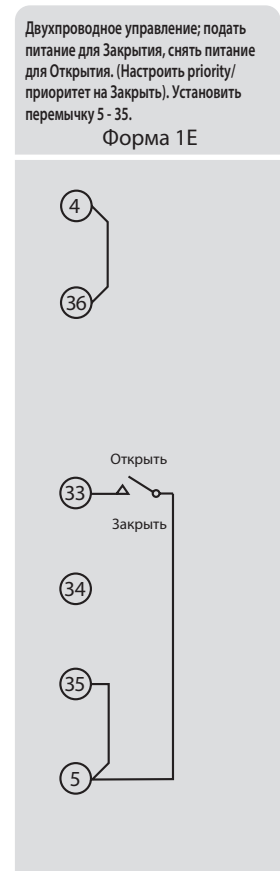 Двухпроводное управление; подать
питание для Закрытия, снять питание
для Открытия. (Настроить priority/
приоритет на Закрыть). Установить
перемычку 5 - 35.
Форма 1E
4
36
Открыть
33
Закрыть
34
35
5